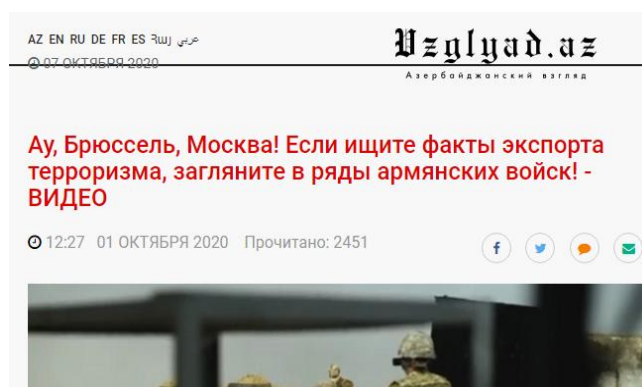 AZ EN RU DE FR ES Հայ عربي
07 ОКТЯБРЯ 2020
Vzglyad.az
Азербайджанский взгляд
Ау, Брюссель, Москва! Если ищите факты экспорта
терроризма, загляните в ряды армянских войск! -
ВИДЕО
12:27 01 ОКТЯБРЯ 2020 Прочитано: 2451